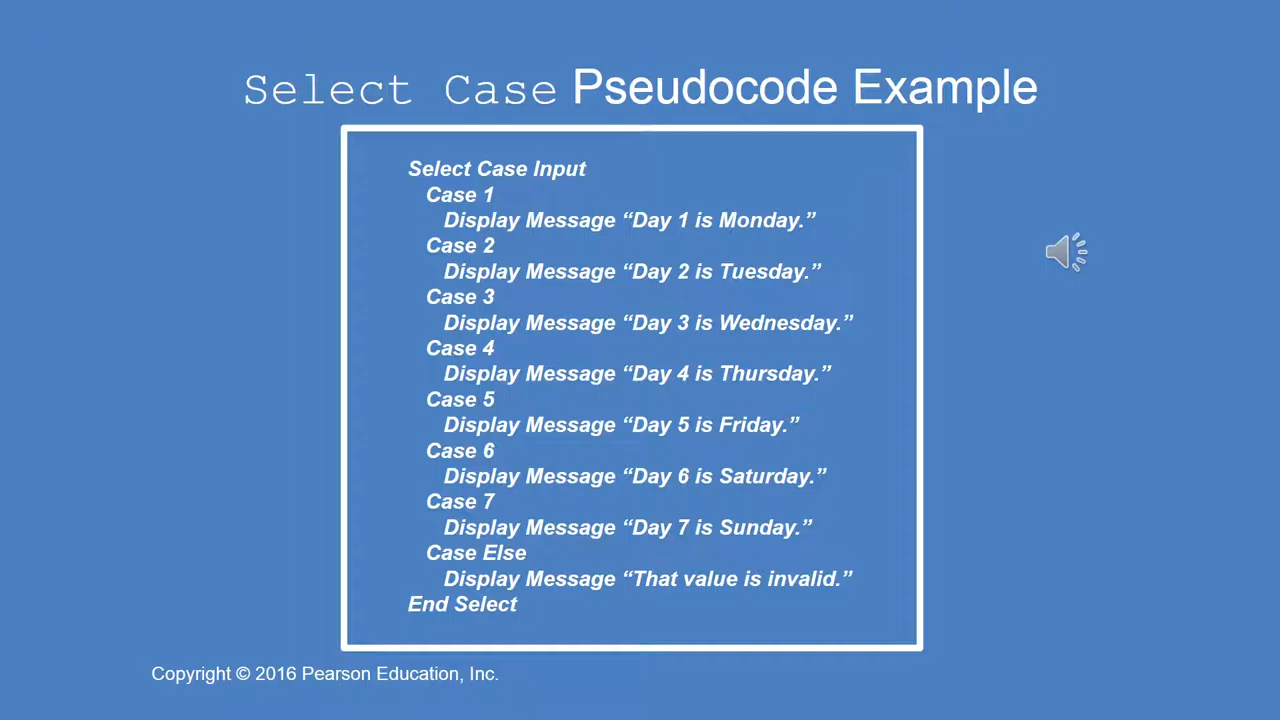 Select Case Pseudocode Example
Select Case Input
Case 1
Display Message “Day 1 is Monday.”
Case 2
Display Message “Day 2 is Tuesday.”
Case 3
Display Message “Day 3 is Wednesday.”
Case 4
Display Message “Day 4 is Thursday.”
Case 5
Display Message “Day 5 is Friday.”
Case 6
Display Message “Day 6 is Saturday.”
Case 7
Display Message “Day 7 is Sunday.”
Case Else
Display Message “That value is invalid.”
End Select
Copyright © 2016 Pearson Education, Inc.